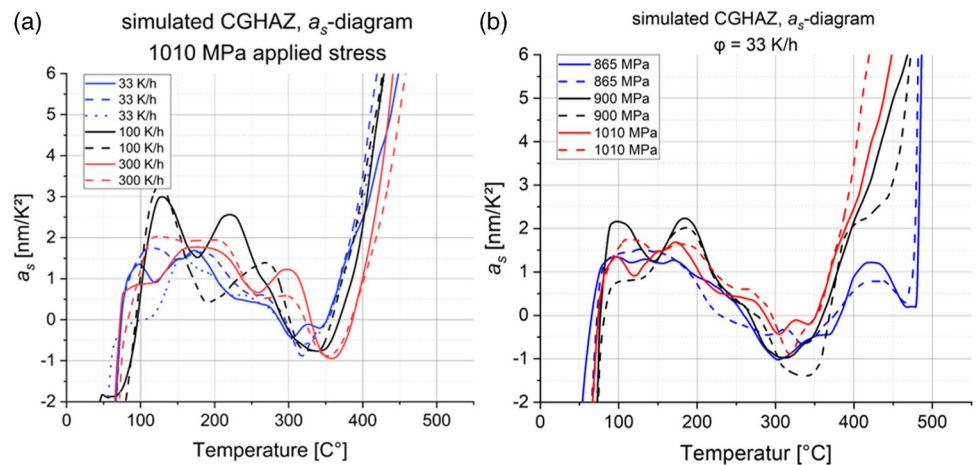 (a)
simulated CGHAZ, as-diagram
1010 MPa applied stress
33 K/h
33 K/h
33 K/h
100 K/h
100 K/h
300 K/h
300 K/h
6
5
4
3
2
1
0
-1
-2
as [nm/K²]
0
100
200
300
400
500
Temperature [C°]
(b)
simulated CGHAZ, as-diagram
φ = 33 K/h
865 MPa
865 MPa
900 MPa
900 MPa
1010 MPa
1010 MPa
6
5
4
3
2
1
0
-1
-2
as [nm/K²]
0
100
200
300
400
500
Temperatur [°C]